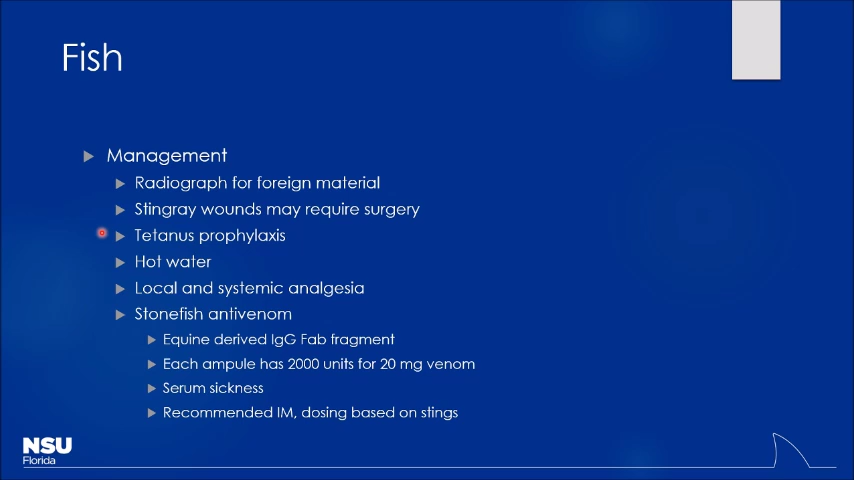 Fish
Management
Radiograph for foreign material
Stingray wounds may require surgery
Tetanus prophylaxis
Hot water
Local and systemic analgesia
Stonefish antivenom
Equine derived IgG Fab fragment
Each ampule has 2000 units for 20 mg venom
Serum sickness
Recommended IM, dosing based on stings
NSU
Florida